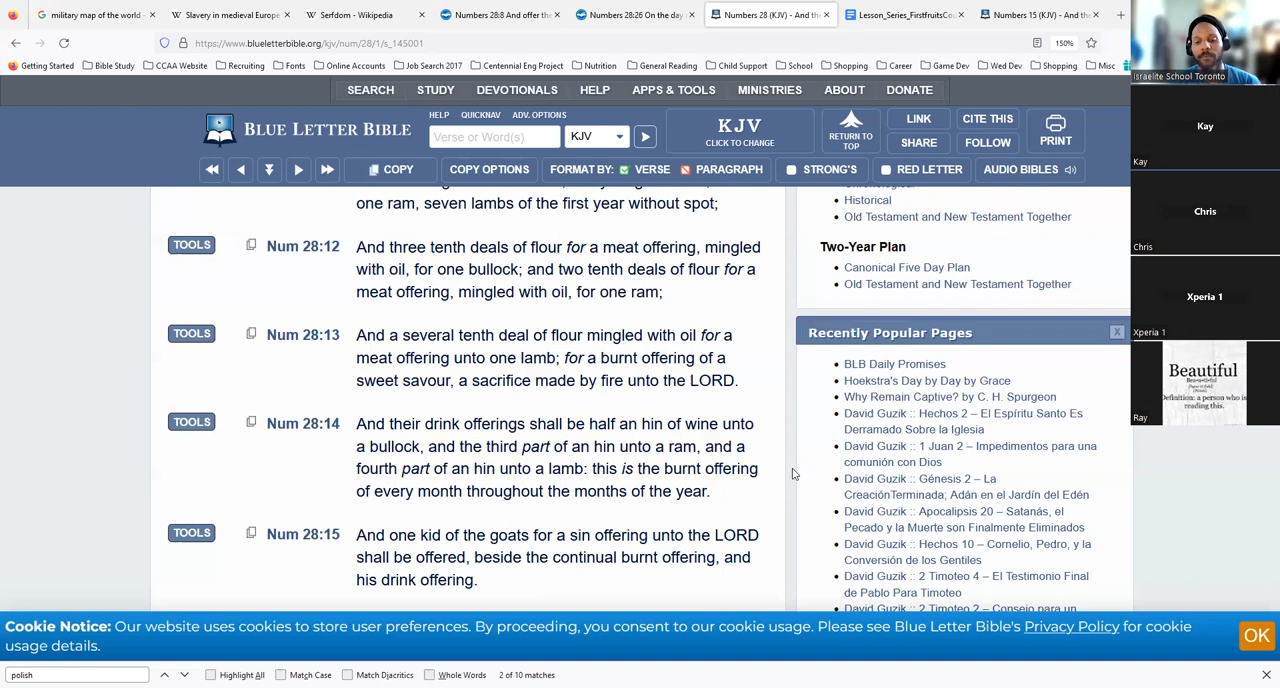 military map of the world -
Slavery in medieval Europe
Serfdom - Wikipedia
Numbers 28:8 And offer the
Numbers 28:26 On the day
Numbers 28 (KJV) - And the
Lesson_Series_FirstfruitsCou
Numbers 15 (KJV) - And the
https://www.blueletterbible.org/kjv/num/28/1/s_145001
150%
Getting Started
Bible Study
CCAA Website
Recruiting
Fonts
Online Accounts
Job Search 2017
Centennial Eng Project
Nutrition
General Reading
Child Support
School
Shopping
Career
Game Dev
Wed Dev
Shopping
Misc
SEARCH STUDY DEVOTIONALS HELP APPS & TOOLS MINISTRIES ABOUT DONATE
BLUE LETTER BIBLE
HELP QUICKNAV ADV. OPTIONS
Verse or Word(s)
KJV
KJV
CLICK TO CHANGE
RETURN TO
TOP
LINK
CITE THIS
SHARE
FOLLOW
PRINT
COPY
COPY OPTIONS
FORMAT BY: VERSE PARAGRAPH
STRONG'S
RED LETTER
AUDIO BIBLES
one ram, seven lambs of the first year without spot;
TOOLS
Num 28:12
And three tenth deals of flour for a meat offering, mingled
with oil, for one bullock; and two tenth deals of flour for a
meat offering, mingled with oil, for one ram;
TOOLS
Num 28:13
And a several tenth deal of flour mingled with oil for a
meat offering unto one lamb; for a burnt offering of a
sweet savour, a sacrifice made by fire unto the LORD.
TOOLS
Num 28:14
And their drink offerings shall be half an hin of wine unto
a bullock, and the third part of an hin unto a ram, and a
fourth part of an hin unto a lamb: this is the burnt offering
of every month throughout the months of the year.
TOOLS
Num 28:15
And one kid of the goats for a sin offering unto the LORD
shall be offered, beside the continual burnt offering, and
his drink offering.
Historical
Old Testament and New Testament Together
Two-Year Plan
Canonical Five Day Plan
Old Testament and New Testament Together
Recently Popular Pages
X
BLB Daily Promises
Hoekstra's Day by Day by Grace
Why Remain Captive? by C. H. Spurgeon
David Guzik :: Hechos 2 – El Espíritu Santo Es
Derramado Sobre la Iglesia
David Guzik :: 1 Juan 2 – Impedimentos para una
comunión con Dios
David Guzik :: Génesis 2 – La
CreaciónTerminada; Adán en el Jardín del Edén
David Guzik :: Apocalipsis 20 – Satanás, el
Pecado y la Muerte son Finalmente Eliminados
David Guzik :: Hechos 10 – Cornelio, Pedro, y la
Conversión de los Gentiles
David Guzik :: 2 Timoteo 4 – El Testimonio Final
de Pablo Para Timoteo
David Guzik :: 2 Timoteo 2 – Consejo para un
Cookie Notice: Our website uses cookies to store user preferences. By proceeding, you consent to our cookie usage. Please see Blue Letter Bible's Privacy Policy for cookie
usage details.
OK
polish
Highlight All
Match Case
Match Diacritics
Whole Words
2 of 10 matches
Israelite School Toronto
Kay
Kay
Chris
Chris
Xperia 1
Xperia 1
Beautiful
Definition: a person who is
reading this.
Ray